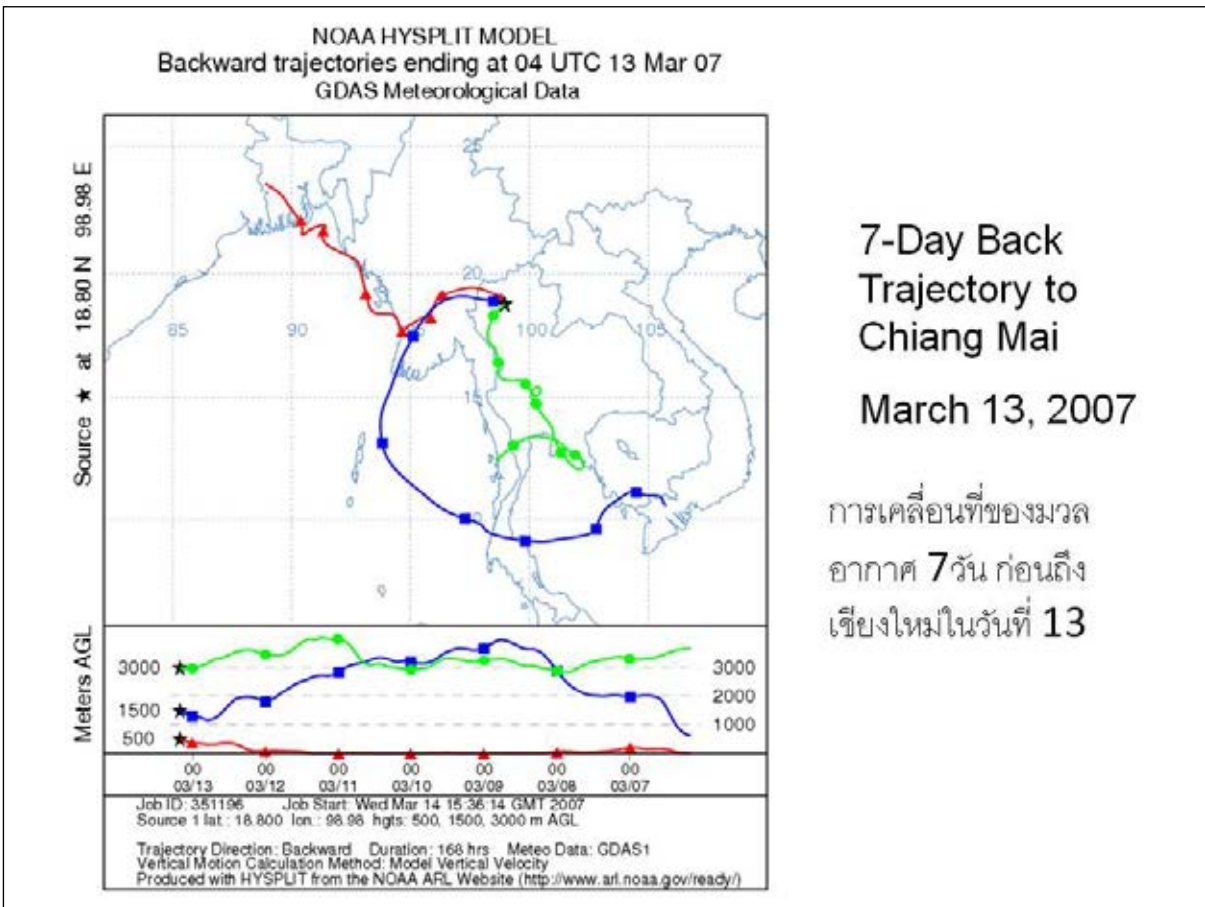 NOAA HYSPLIT MODEL
Backward trajectories ending at 04 UTC 13 Mar 07
GDAS Meteorological Data
Source ★ at 18.80 N 98.98 E
25
20
85
90
95
100
105
15
Meters AGL
3000
1500
500
3000
2000
1000
00 00 00 00 00 00 00
03/13 03/12 03/11 03/10 03/09 03/08 03/07
Job ID: 351196 Job Start: Wed Mar 14 15:36:14 GMT 2007
Source 1 lat.: 18.800 lon.: 98.98 hgts: 500, 1500, 3000 m AGL
Trajectory Direction: Backward Duration: 168 hrs Meteo Data: GDAS1
Vertical Motion Calculation Method: Model Vertical Velocity
Produced with HYSPLIT from the NOAA ARL Website (http://www.arl.noaa.gov/ready/)
7-Day Back
Trajectory to
Chiang Mai
March 13, 2007
การเคลื่อนที่ของมวล
อากาศ 7วัน ก่อนถึง
เชียงใหม่ในวันที่ 13